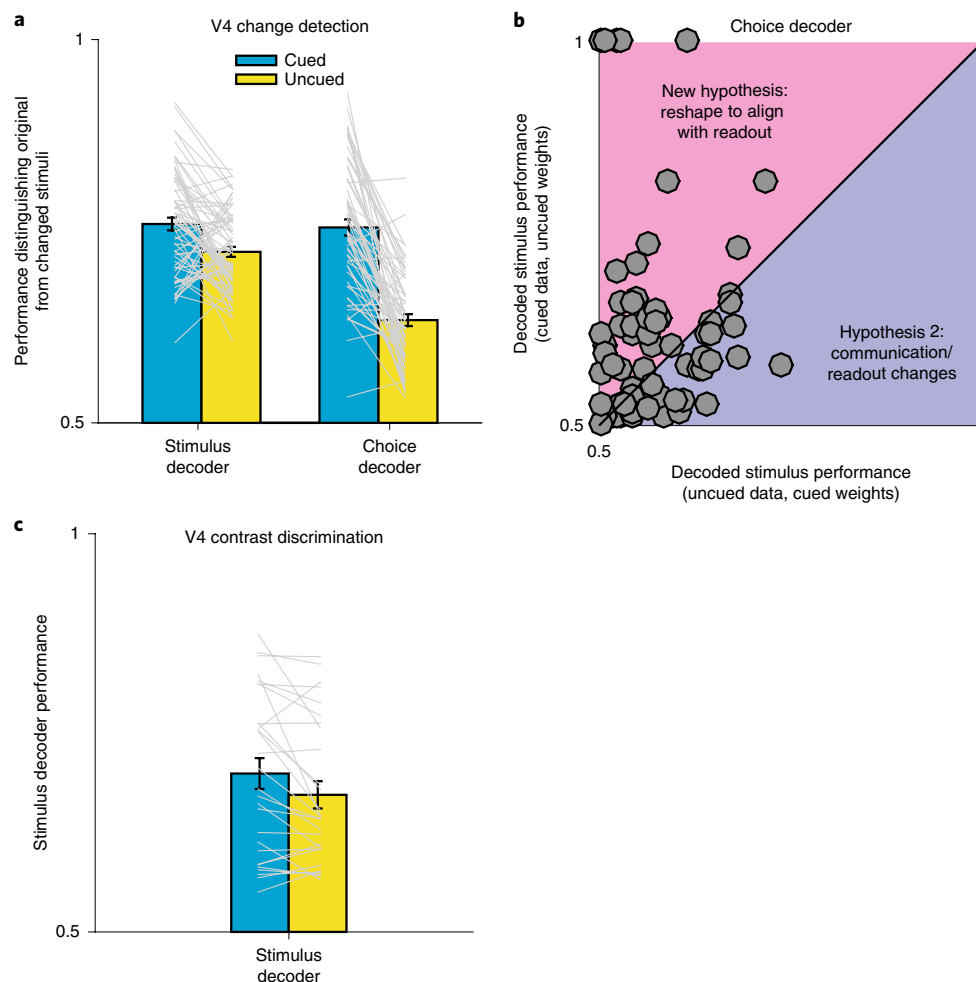 a
V4 change detection
1
Cued
Uncued
Performance distinguishing original
from changed stimuli
0.5
Stimulus
decoder
Choice
decoder
b
Choice decoder
1
New hypothesis:
reshape to align
with readout
Decoded stimulus performance
(cued data, uncued weights)
Hypothesis 2:
communication/
readout changes
0.5
0.5
Decoded stimulus performance
(uncued data, cued weights)
c
V4 contrast discrimination
1
Stimulus decoder performance
0.5
Stimulus
decoder